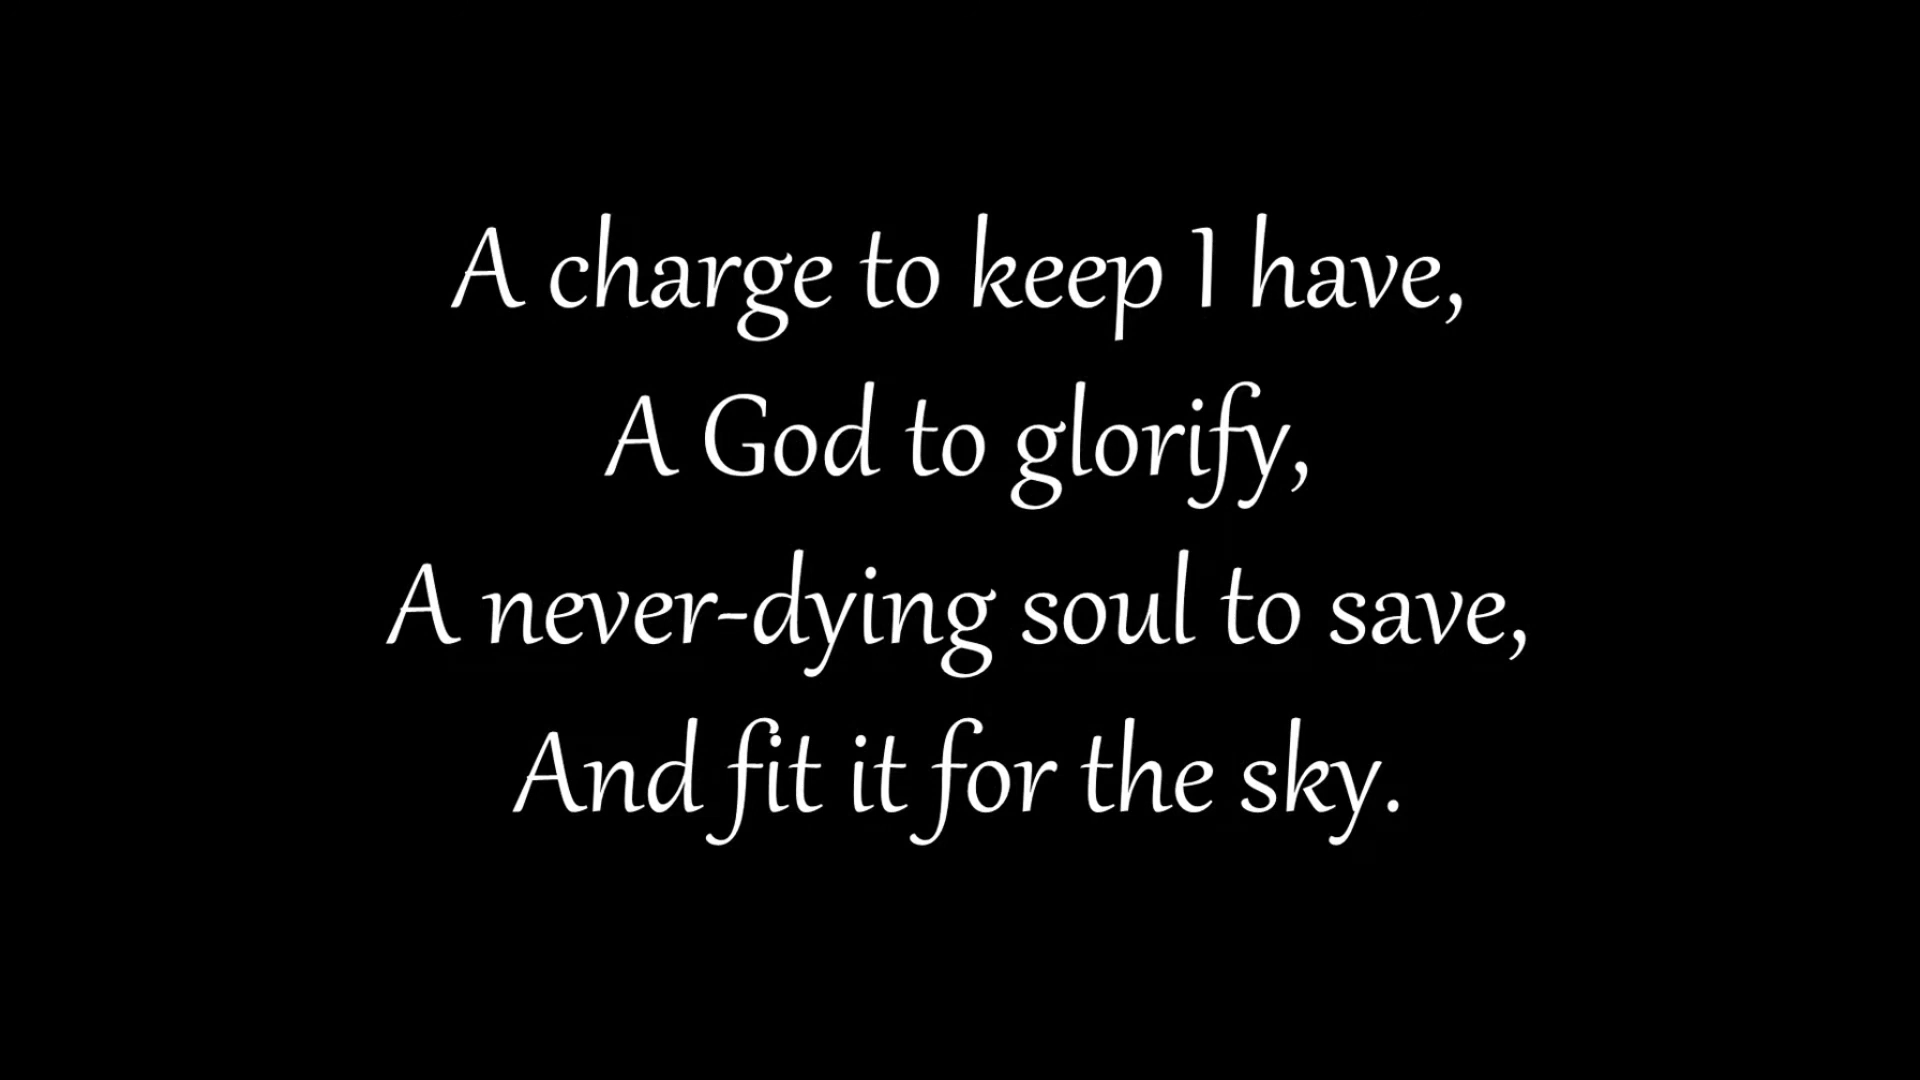 A charge to keep I have,
A God to glorify,
A never-dying soul to save,
And fit it for the sky.